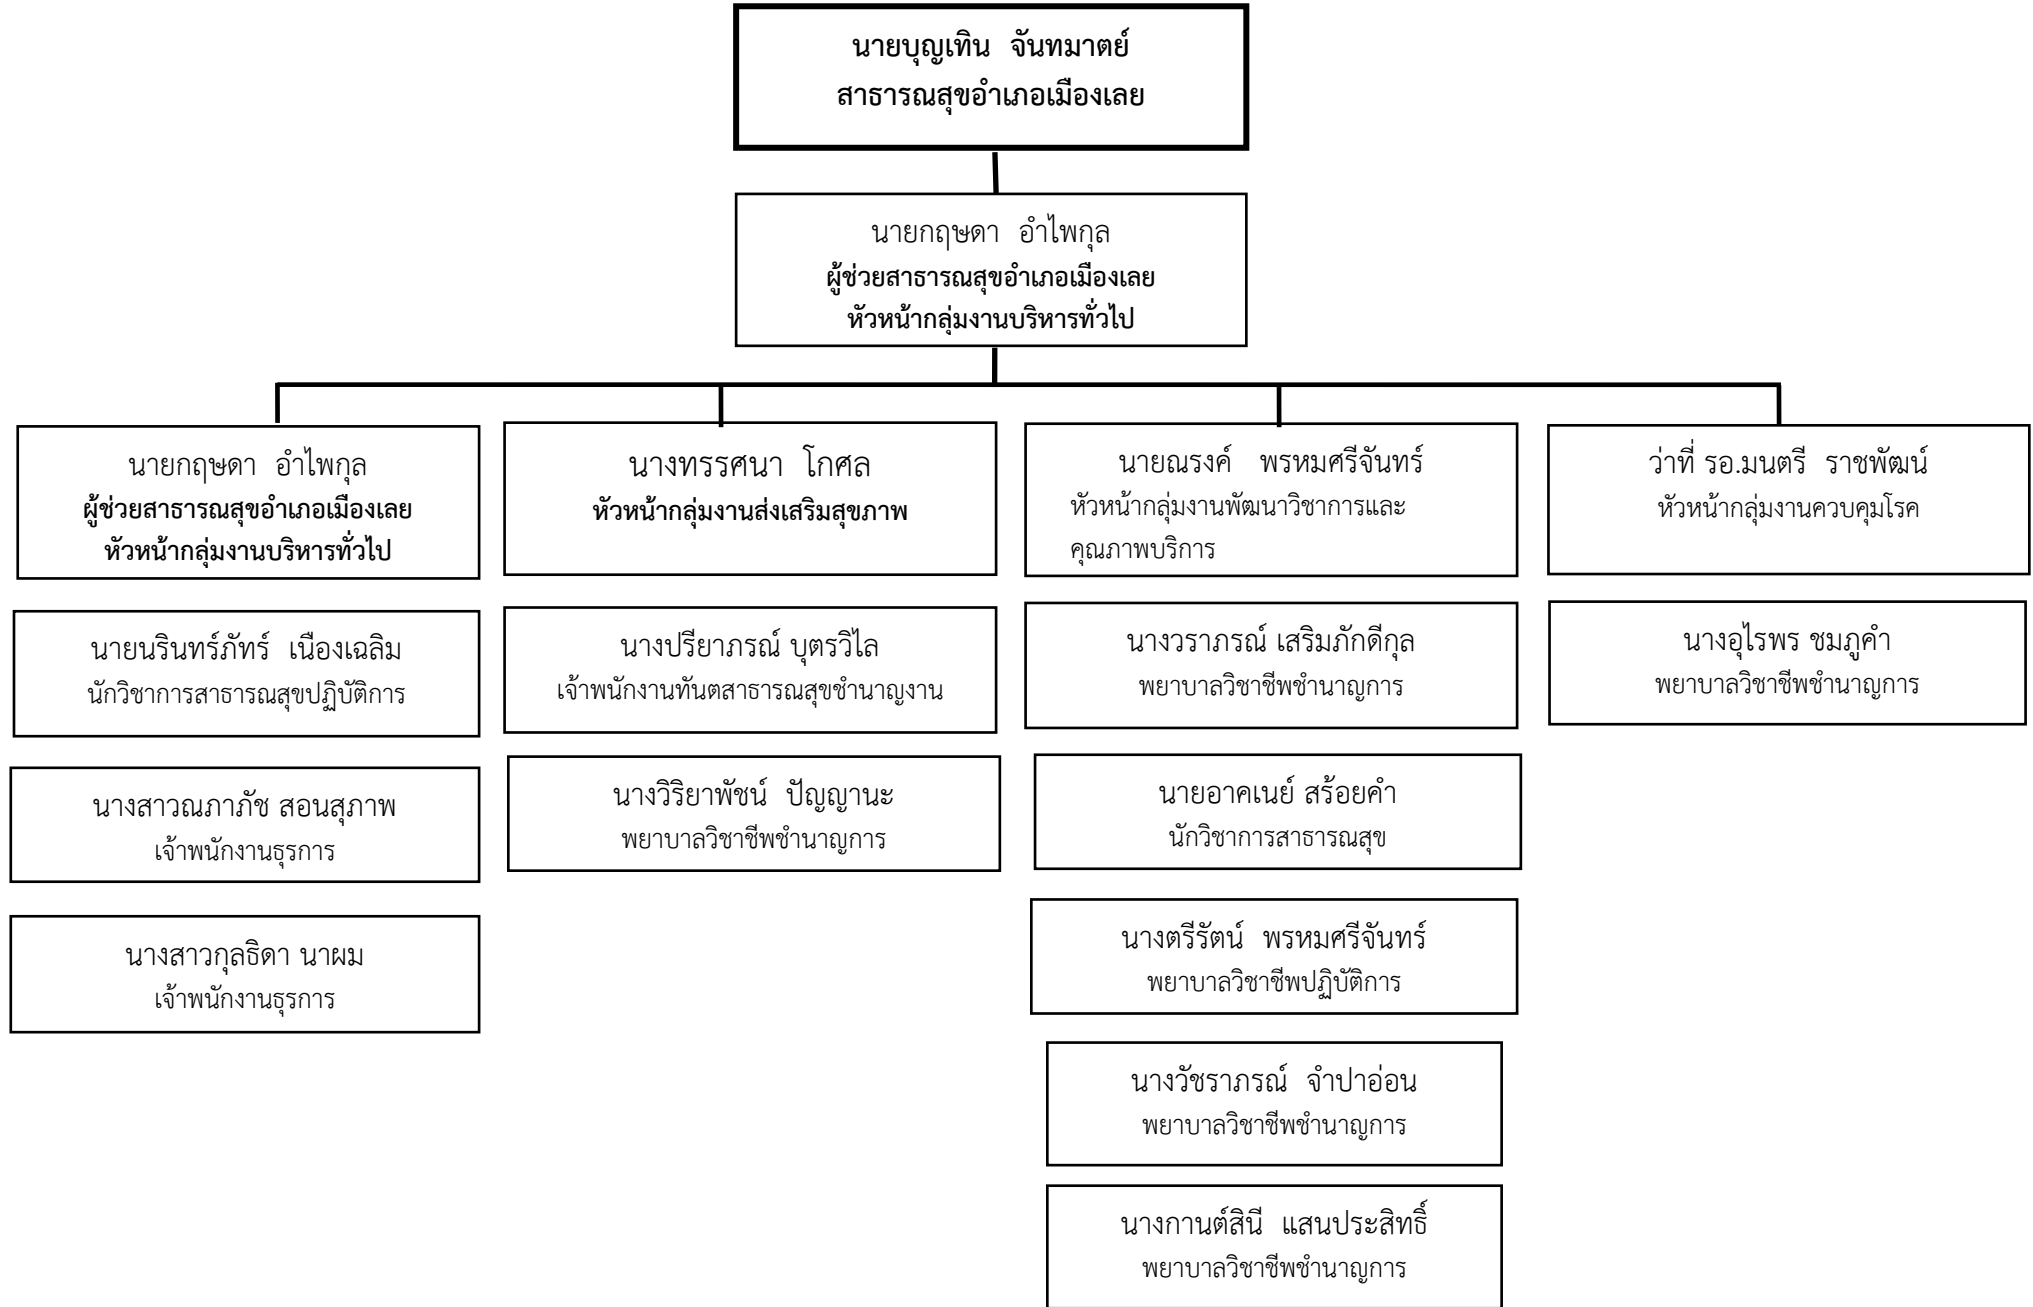 นายบุญเทิน จันทมาตย์
สาธารณสุขอำเภอเมืองเลย
นายกฤษดา อำไพกุล
ผู้ช่วยสาธารณสุขอำเภอเมืองเลย
หัวหน้ากลุ่มงานบริหารทั่วไป
นายกฤษดา อำไพกุล
ผู้ช่วยสาธารณสุขอำเภอเมืองเลย
หัวหน้ากลุ่มงานบริหารทั่วไป
นางทรรศนา โกศล
หัวหน้ากลุ่มงานส่งเสริมสุขภาพ
นายณรงค์ พรหมศรีจันทร์
หัวหน้ากลุ่มงานพัฒนาวิชาการและ
คุณภาพบริการ
ว่าที่ รอ.มนตรี ราชพัฒน์
หัวหน้ากลุ่มงานควบคุมโรค
นายนรินทร์ภัทร์ เนืองเฉลิม
นักวิชาการสาธารณสุขปฏิบัติการ
นางปรียาภรณ์ บุตรวิไล
เจ้าพนักงานทันตสาธารณสุขชำนาญงาน
นางวราภรณ์ เสริมภักดีกุล
พยาบาลวิชาชีพชำนาญการ
นางอุไรพร ชมภูคำ
พยาบาลวิชาชีพชำนาญการ
นางสาวณภาภัช สอนสุภาพ
เจ้าพนักงานธุรการ
นางวิริยาพัชน์ ปัญญานะ
พยาบาลวิชาชีพชำนาญการ
นายอาคเนย์ สร้อยคำ
นักวิชาการสาธารณสุข
นางสาวกุลธิดา นาผม
เจ้าพนักงานธุรการ
นางตรีรัตน์ พรหมศรีจันทร์
พยาบาลวิชาชีพปฏิบัติการ
นางวัชราภรณ์ จำปาอ่อน
พยาบาลวิชาชีพชำนาญการ
นางกานต์สินี แสนประสิทธิ์
พยาบาลวิชาชีพชำนาญการ